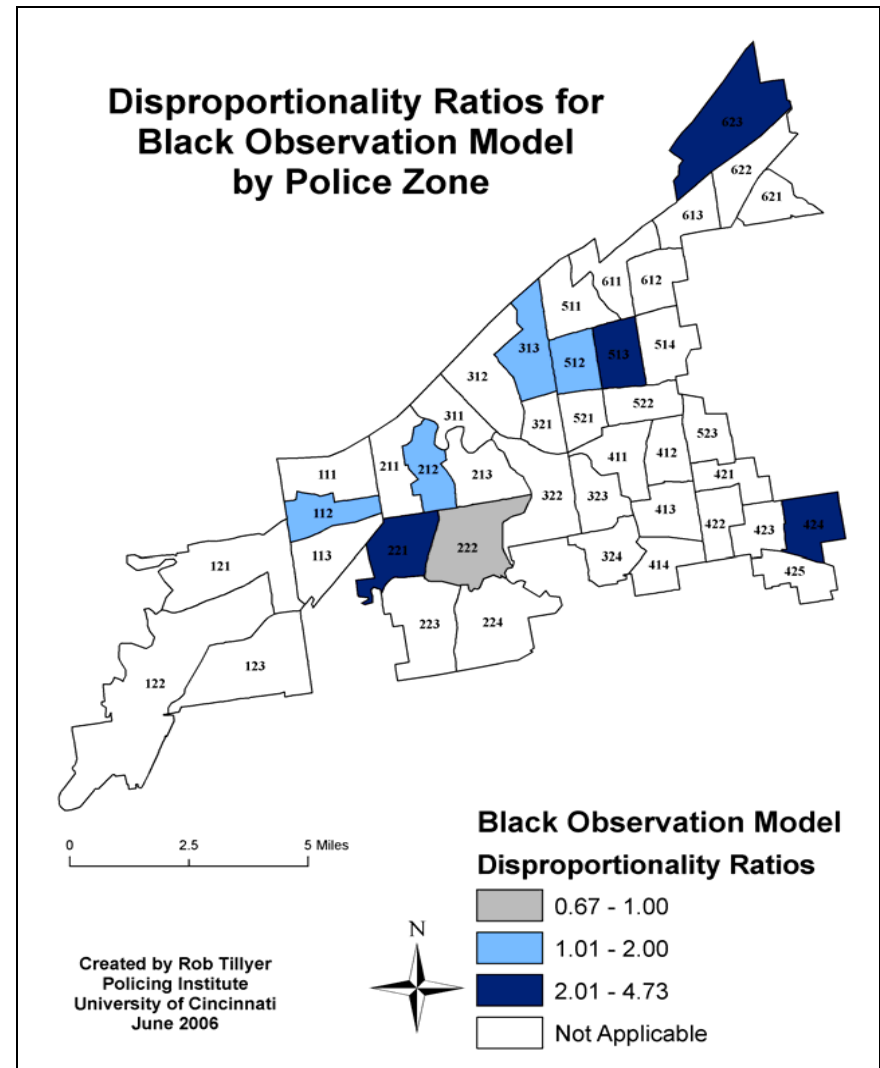 Disproportionality Ratios for
Black Observation Model
by Police Zone
623
622
621
613
611
612
511
313
512
513
514
312
321
521
522
311
523
411
412
421
111
211
212
213
322
323
413
422
423
424
112
221
222
121
113
324
414
425
223
224
122
123
0 2.5 5 Miles
N
Created by Rob Tillyer
Policing Institute
University of Cincinnati
June 2006
Black Observation Model
Disproportionality Ratios
0.67 - 1.00
1.01 - 2.00
2.01 - 4.73
Not Applicable